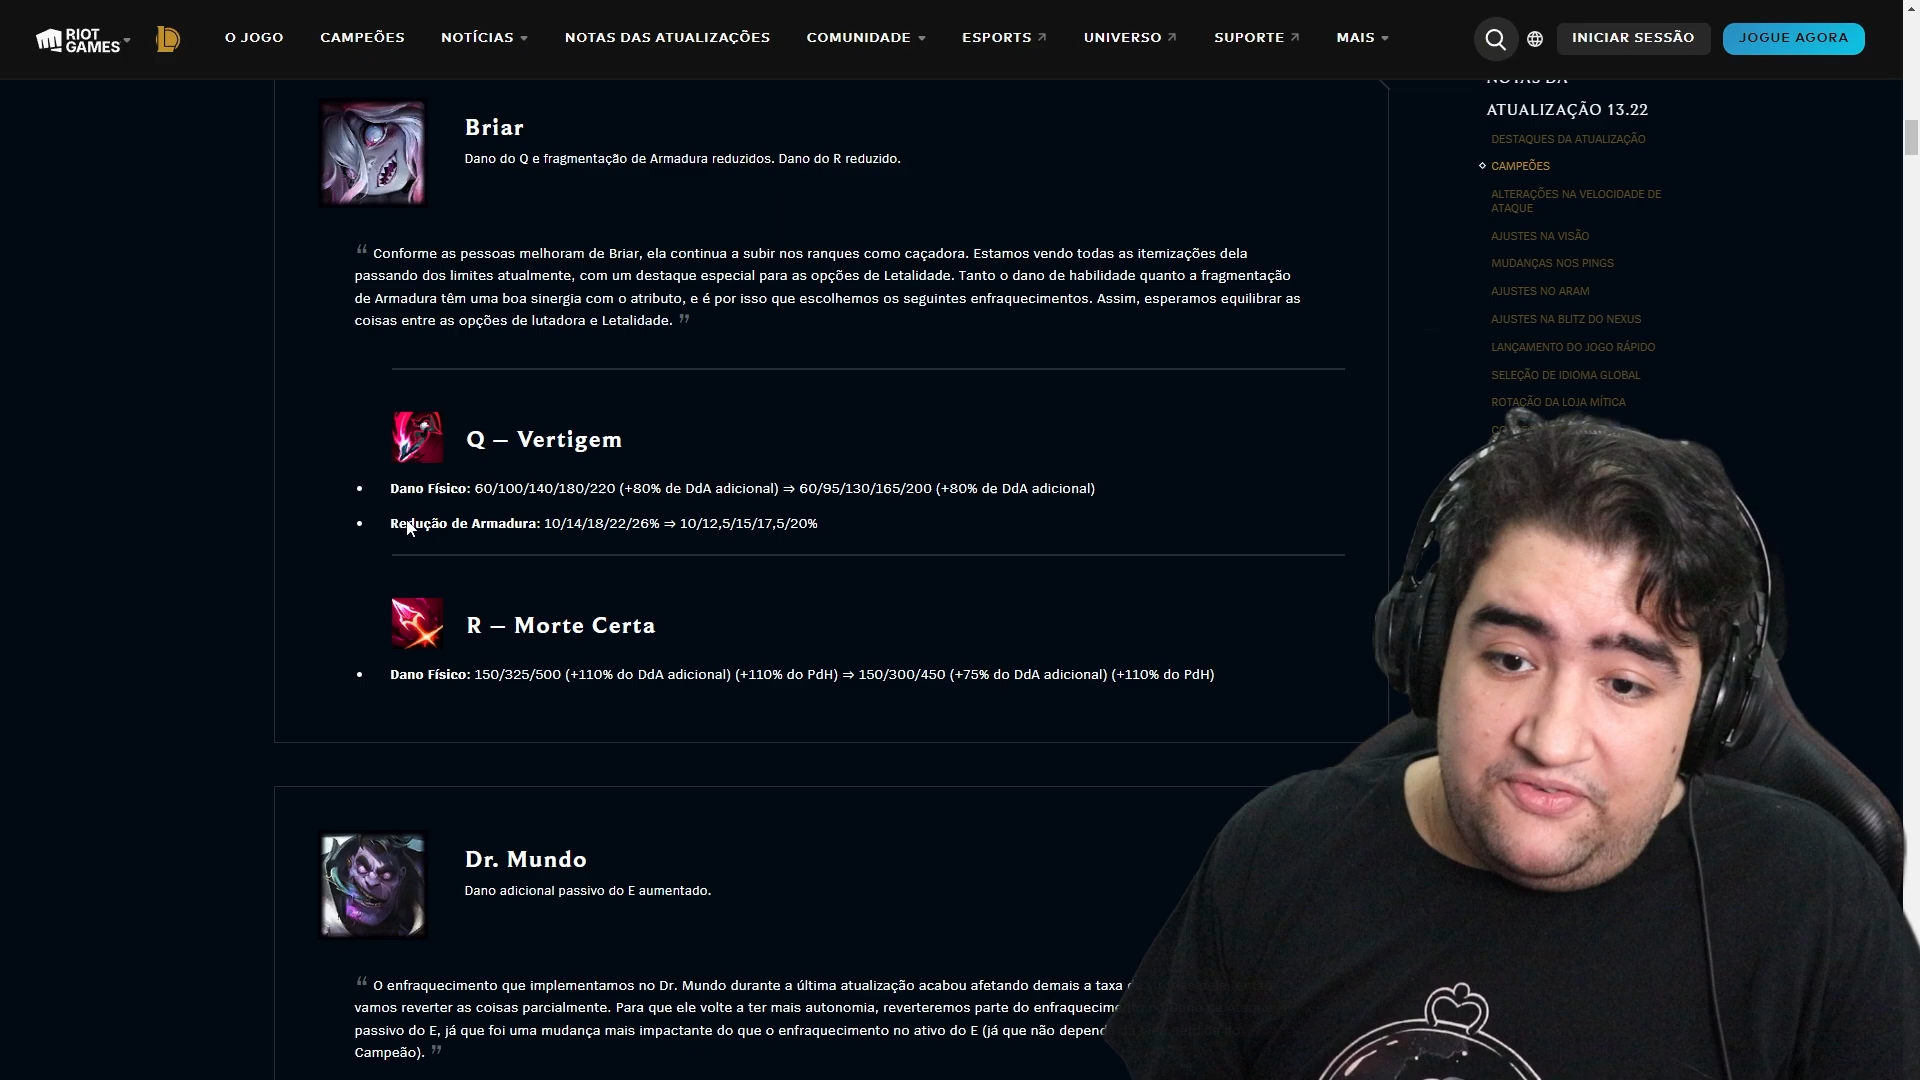 RIOT GAMES
O JOGO
CAMPEÕES
NOTÍCIAS
NOTAS DAS ATUALIZAÇÕES
COMUNIDADE
ESPORTS
UNIVERSO
SUPORTE
MAIS
INICIAR SESSÃO
JOGUE AGORA
Briar
Dano do Q e fragmentação de Armadura reduzidos. Dano do R reduzido.
“ Conforme as pessoas melhoram de Briar, ela continua a subir nos ranques como caçadora. Estamos vendo todas as itemizações dela
passando dos limites atualmente, com um destaque especial para as opções de Letalidade. Tanto o dano de habilidade quanto a fragmentação
de Armadura têm uma boa sinergia com o atributo, e é por isso que escolhemos os seguintes enfraquecimentos. Assim, esperamos equilibrar as
coisas entre as opções de lutadora e Letalidade. ”
Q – Vertigem
• Dano Físico: 60/100/140/180/220 (+80% de DdA adicional) ⇒ 60/95/130/165/200 (+80% de DdA adicional)
• Redução de Armadura: 10/14/18/22/26% ⇒ 10/12,5/15/17,5/20%
R – Morte Certa
• Dano Físico: 150/325/500 (+110% do DdA adicional) (+110% do PdH) ⇒ 150/300/450 (+75% do DdA adicional) (+110% do PdH)
Dr. Mundo
Dano adicional passivo do E aumentado.
“ O enfraquecimento que implementamos no Dr. Mundo durante a última atualização acabou afetando demais a taxa
vamos reverter as coisas parcialmente. Para que ele volte a ter mais autonomia, reverteremos parte do
passivo do E, já que foi uma mudança mais impactante do que o enfraquecimento no ativo do E (já que não
Campeão). ”
NOTAS DA
ATUALIZAÇÃO 13.22
DESTAQUES DA ATUALIZAÇÃO
CAMPEÕES
ALTERAÇÕES NA VELOCIDADE DE
ATAQUE
AJUSTES NA VISÃO
MUDANÇAS NOS PINGS
AJUSTES NO ARAM
AJUSTES NA BLITZ DO NEXUS
LANÇAMENTO DO JOGO RÁPIDO
SELEÇÃO DE IDIOMA GLOBAL
ROTAÇÃO DA LOJA MÍTICA